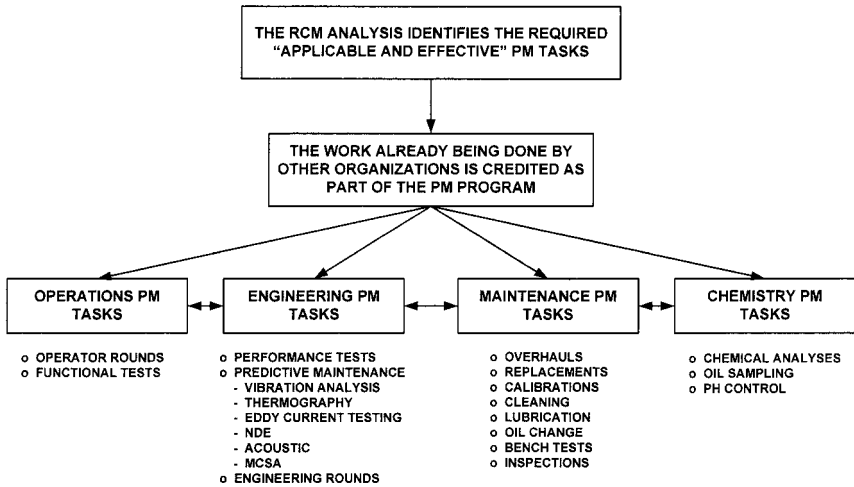 THE RCM ANALYSIS IDENTIFIES THE REQUIRED
“APPLICABLE AND EFFECTIVE” PM TASKS
THE WORK ALREADY BEING DONE BY
OTHER ORGANIZATIONS IS CREDITED AS
PART OF THE PM PROGRAM
OPERATIONS PM
TASKS
o OPERATOR ROUNDS
o FUNCTIONAL TESTS
ENGINEERING PM
TASKS
o PERFORMANCE TESTS
o PREDICTIVE MAINTENANCE
- VIBRATION ANALYSIS
- THERMOGRAPHY
- EDDY CURRENT TESTING
- NDE
- ACOUSTIC
- MCSA
o ENGINEERING ROUNDS
MAINTENANCE PM
TASKS
o OVERHAULS
o REPLACEMENTS
o CALIBRATIONS
o CLEANING
o LUBRICATION
o OIL CHANGE
o BENCH TESTS
o INSPECTIONS
CHEMISTRY PM
TASKS
o CHEMICAL ANALYSES
o OIL SAMPLING
o PH CONTROL